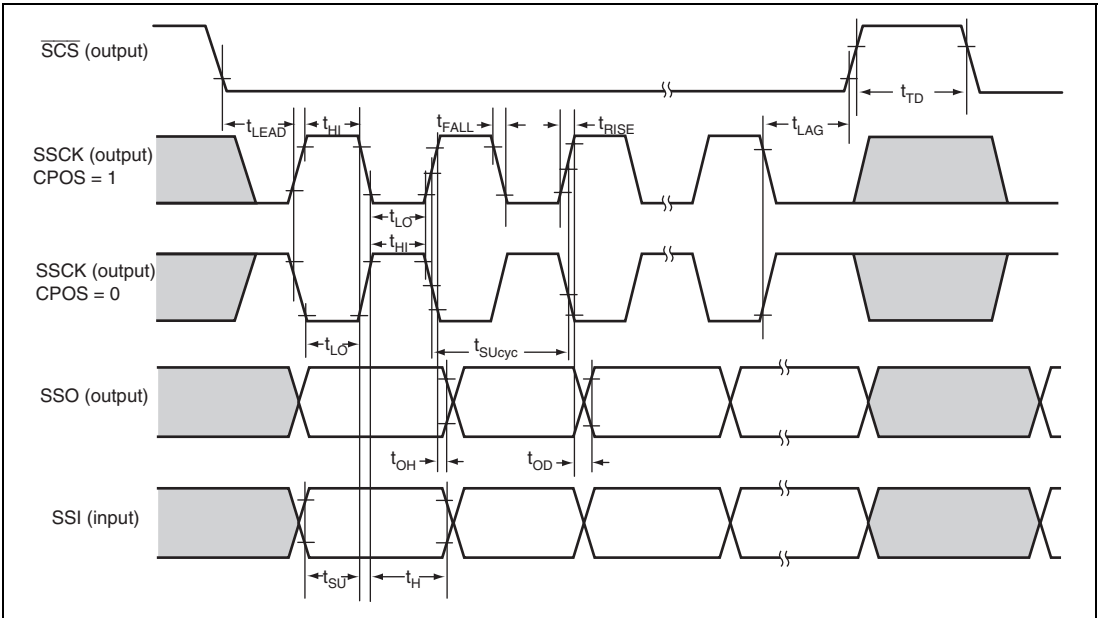 SCS (output)
tTD
tLEAD
tHI
tFALL
tRISE
tLAG
SSCK (output)
CPOS = 1
tLO
tHI
SSCK (output)
CPOS = 0
tLO
tSUcyc
SSO (output)
tOH
tOD
SSI (input)
tSU
tH